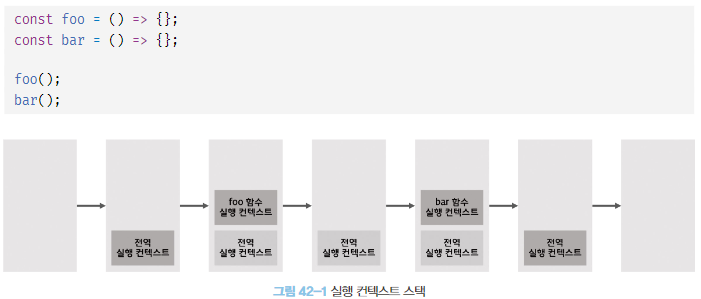 const foo = () => {};
const bar = () => {};
foo();
bar();
foo 함수
실행 컨텍스트
bar 함수
실행 컨텍스트
전역
실행 컨텍스트
전역
실행 컨텍스트
전역
실행 컨텍스트
전역
실행 컨텍스트
전역
실행 컨텍스트
그림 42-1 실행 컨텍스트 스택